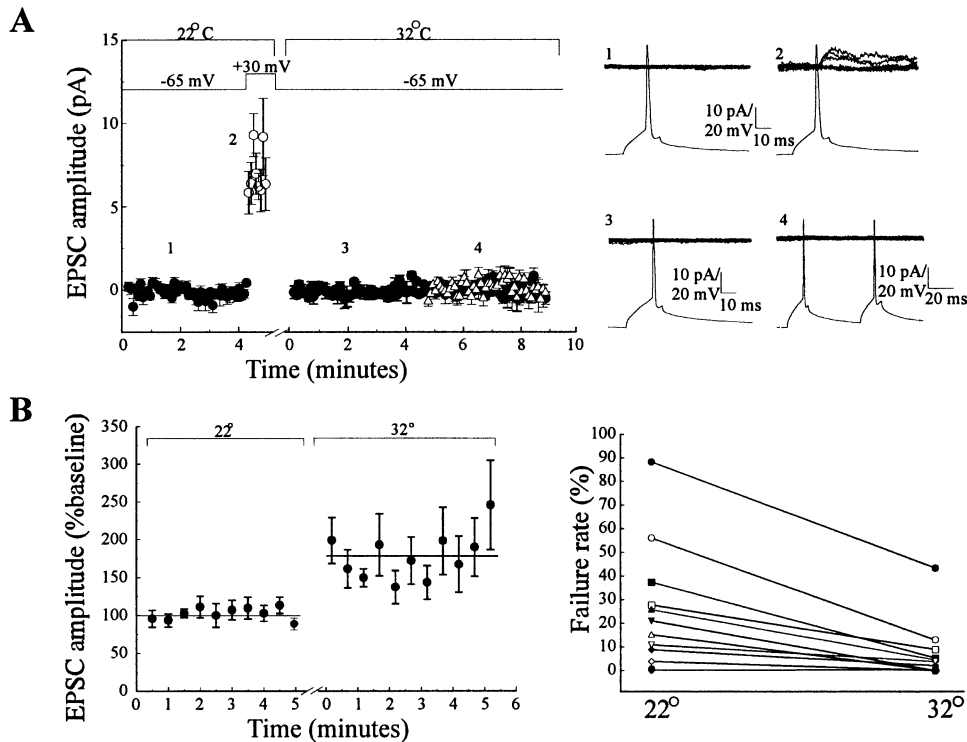 A
22°C
32°C
+30 mV
-65 mV
-65 mV
EPSC amplitude (pA)
15
10
5
0
2
1
3
4
0 2 4 0 2 4 6 8 10
Time (minutes)
1
10 pA/
20 mV
10 ms
2
3
10 pA/
20 mV
10 ms
4
10 pA/
20 mV
20 ms
B
22°
32°
EPSC amplitude (%baseline)
350
300
250
200
150
100
50
0
0 1 2 3 4 5 0 1 2 3 4 5 6
Time (minutes)
Failure rate (%)
100
90
80
70
60
50
40
30
20
10
0
22° 32°